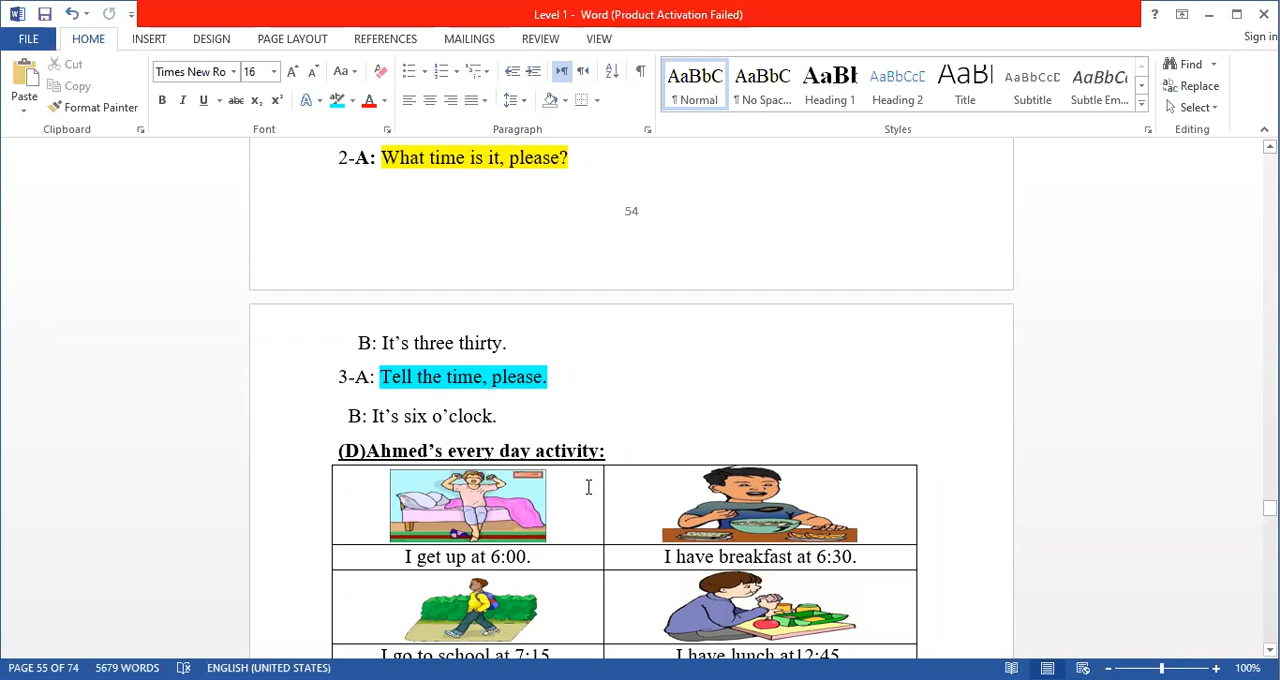 Level 1 - Word (Product Activation Failed)
FILE HOME INSERT DESIGN PAGE LAYOUT REFERENCES MAILINGS REVIEW VIEW Sign in
Paste
Cut
Copy
Format Painter
Clipboard
Times New Ro 16
Font
Paragraph
AaBbC AaBbC AaBl AaBbCcC AaBl AaBbCcD AaBbCc
¶ Normal ¶ No Spac... Heading 1 Heading 2 Title Subtitle Subtle Em...
Styles
Find
Replace
Select
Editing
2-A: What time is it, please?
54
B: It’s three thirty.
3-A: Tell the time, please.
B: It’s six o’clock.
(D)Ahmed’s every day activity:
I get up at 6:00. I have breakfast at 6:30.
I go to school at 7:15 I have lunch at12:45
PAGE 55 OF 74 5679 WORDS ENGLISH (UNITED STATES) 100%